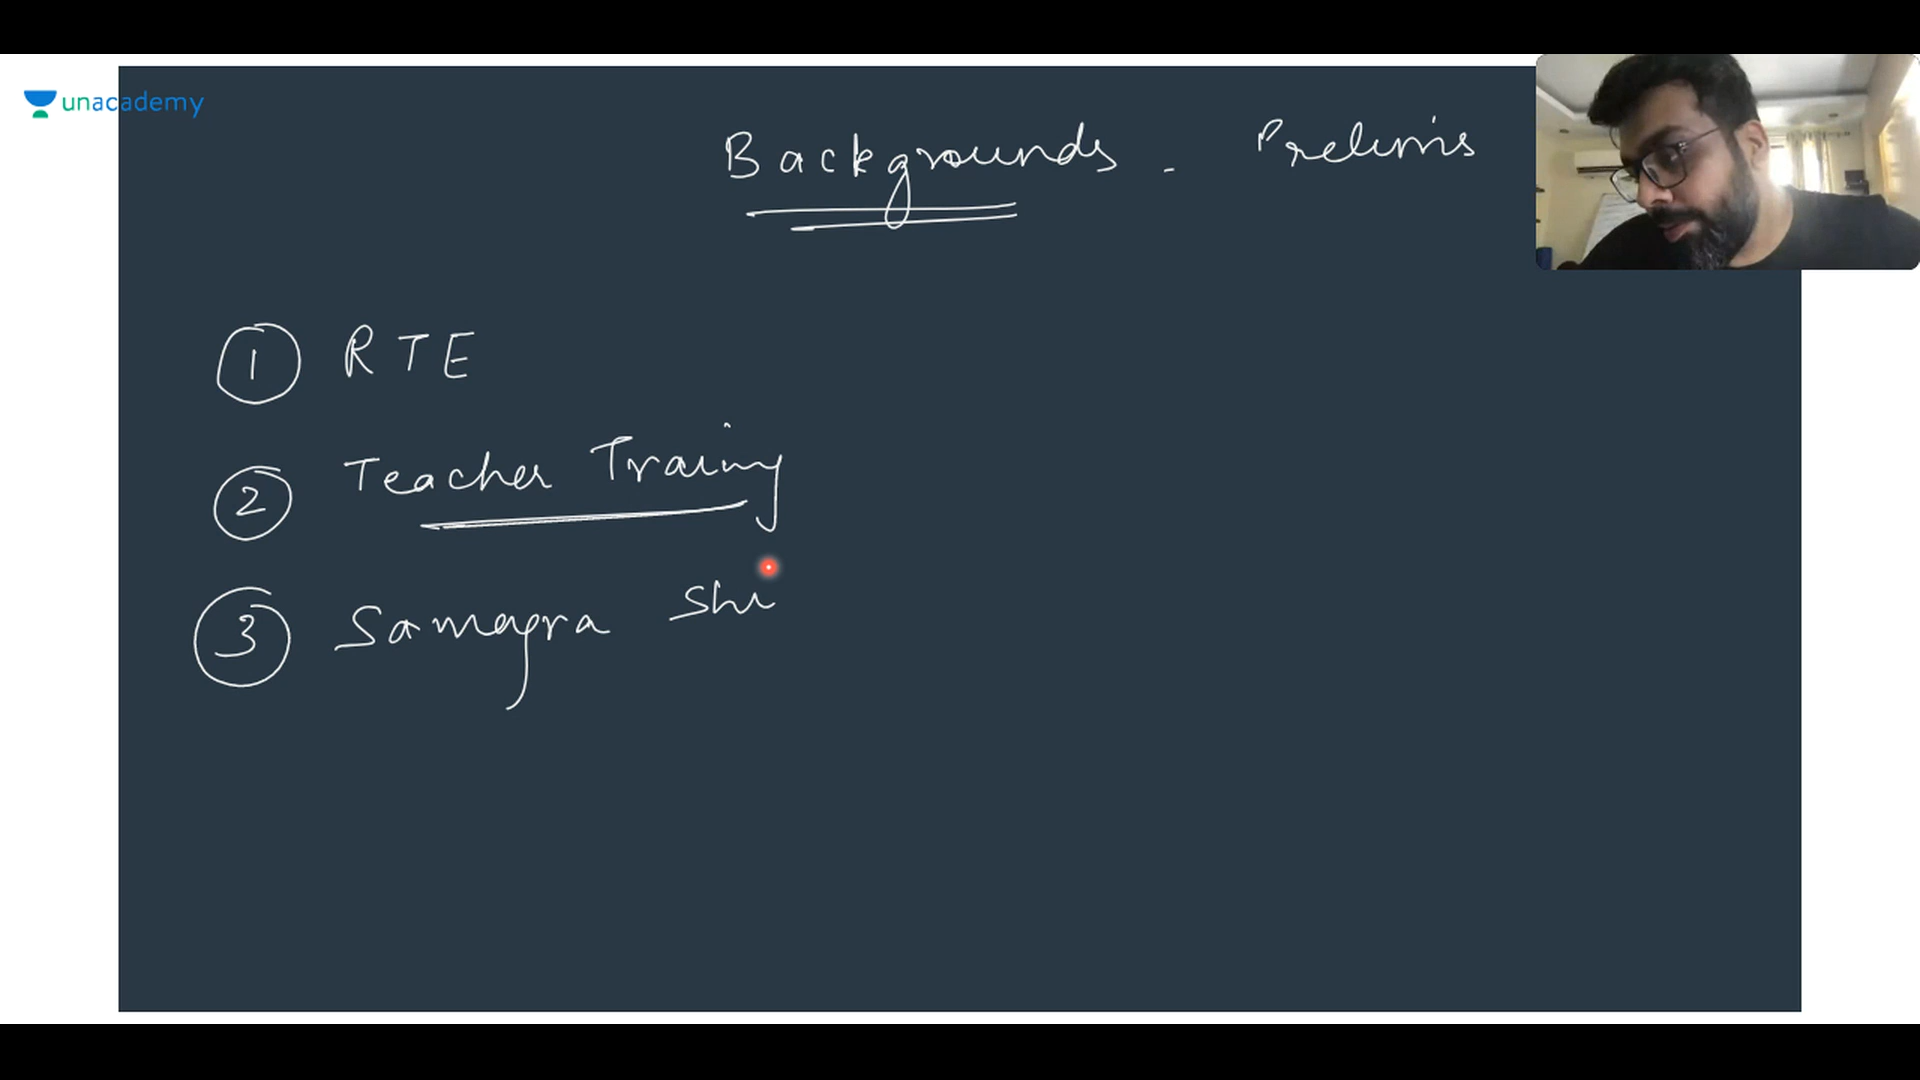 unacademy
Backgrounds - Prelims
1 RTE
2 Teacher Training
3 Samagra Shi